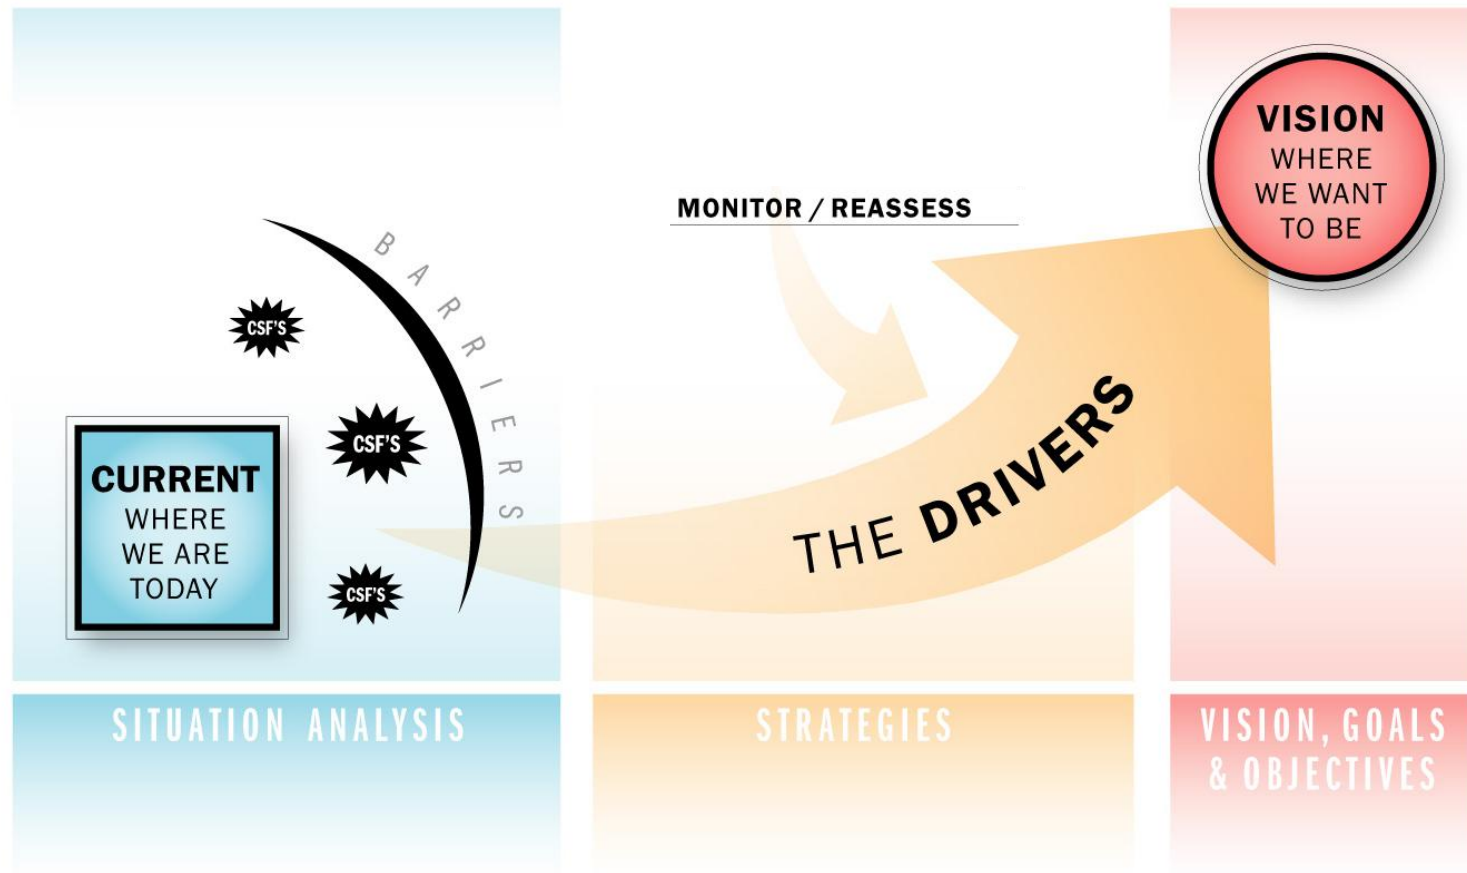 VISION
WHERE
WE WANT
TO BE
MONITOR / REASSESS
BARRIERS
CSF'S
CSF'S
CURRENT
WHERE
WE ARE
TODAY
CSF'S
THE DRIVERS
SITUATION ANALYSIS
STRATEGIES
VISION, GOALS
& OBJECTIVES